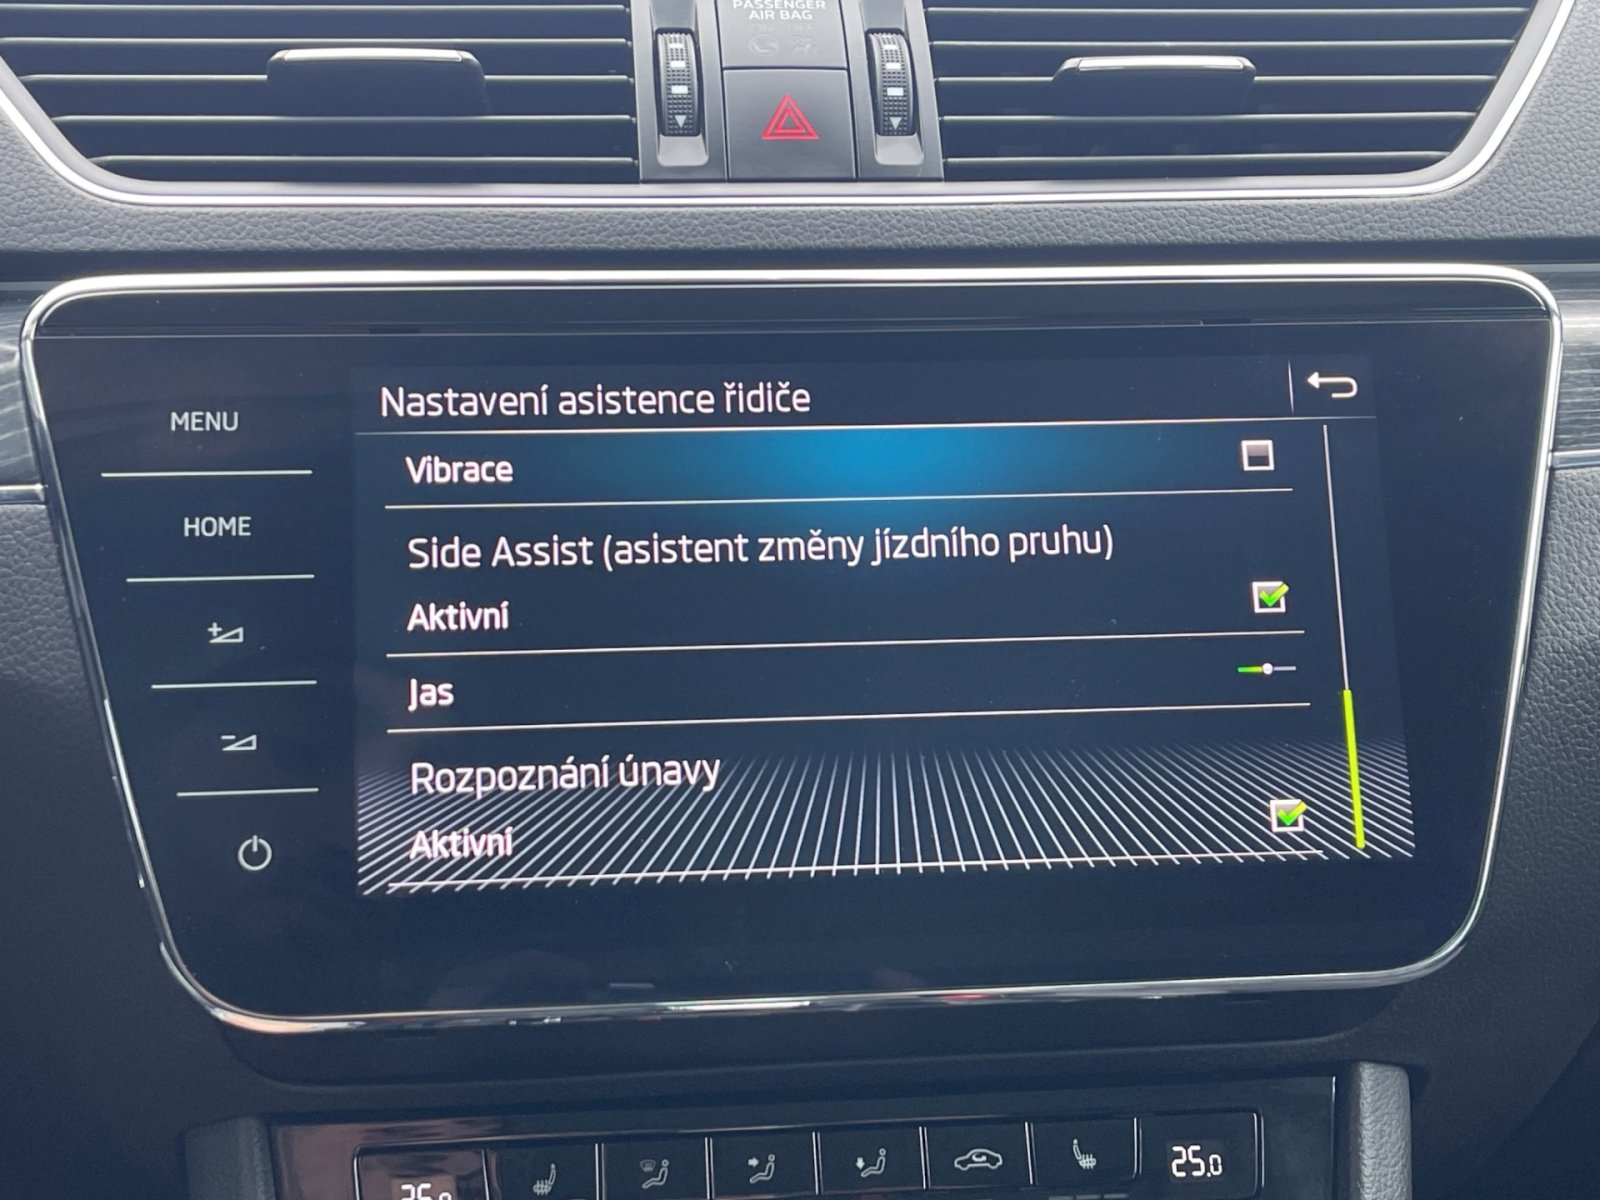 PASSENGER
AIR BAG
MENU
HOME
Nastavení asistence řidiče
Vibrace
Side Assist (asistent změny jízdního pruhu)
Aktivní
Jas
Rozpoznání únavy
Aktivní
25,0